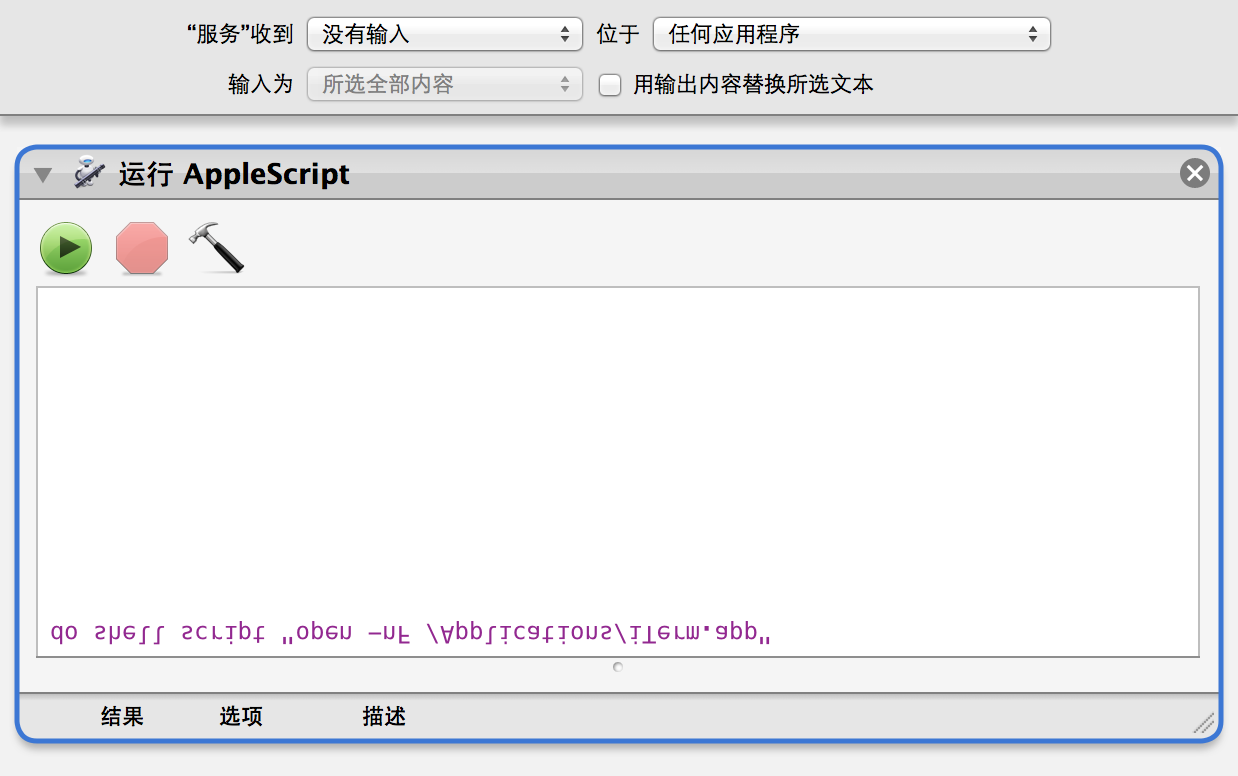 “服务”收到 没有输入 位于 任何应用程序
输入为 所选全部内容 用输出内容替换所选文本
运行 AppleScript
do shell script "open -nF /Applications/iTerm.app"
结果 选项 描述